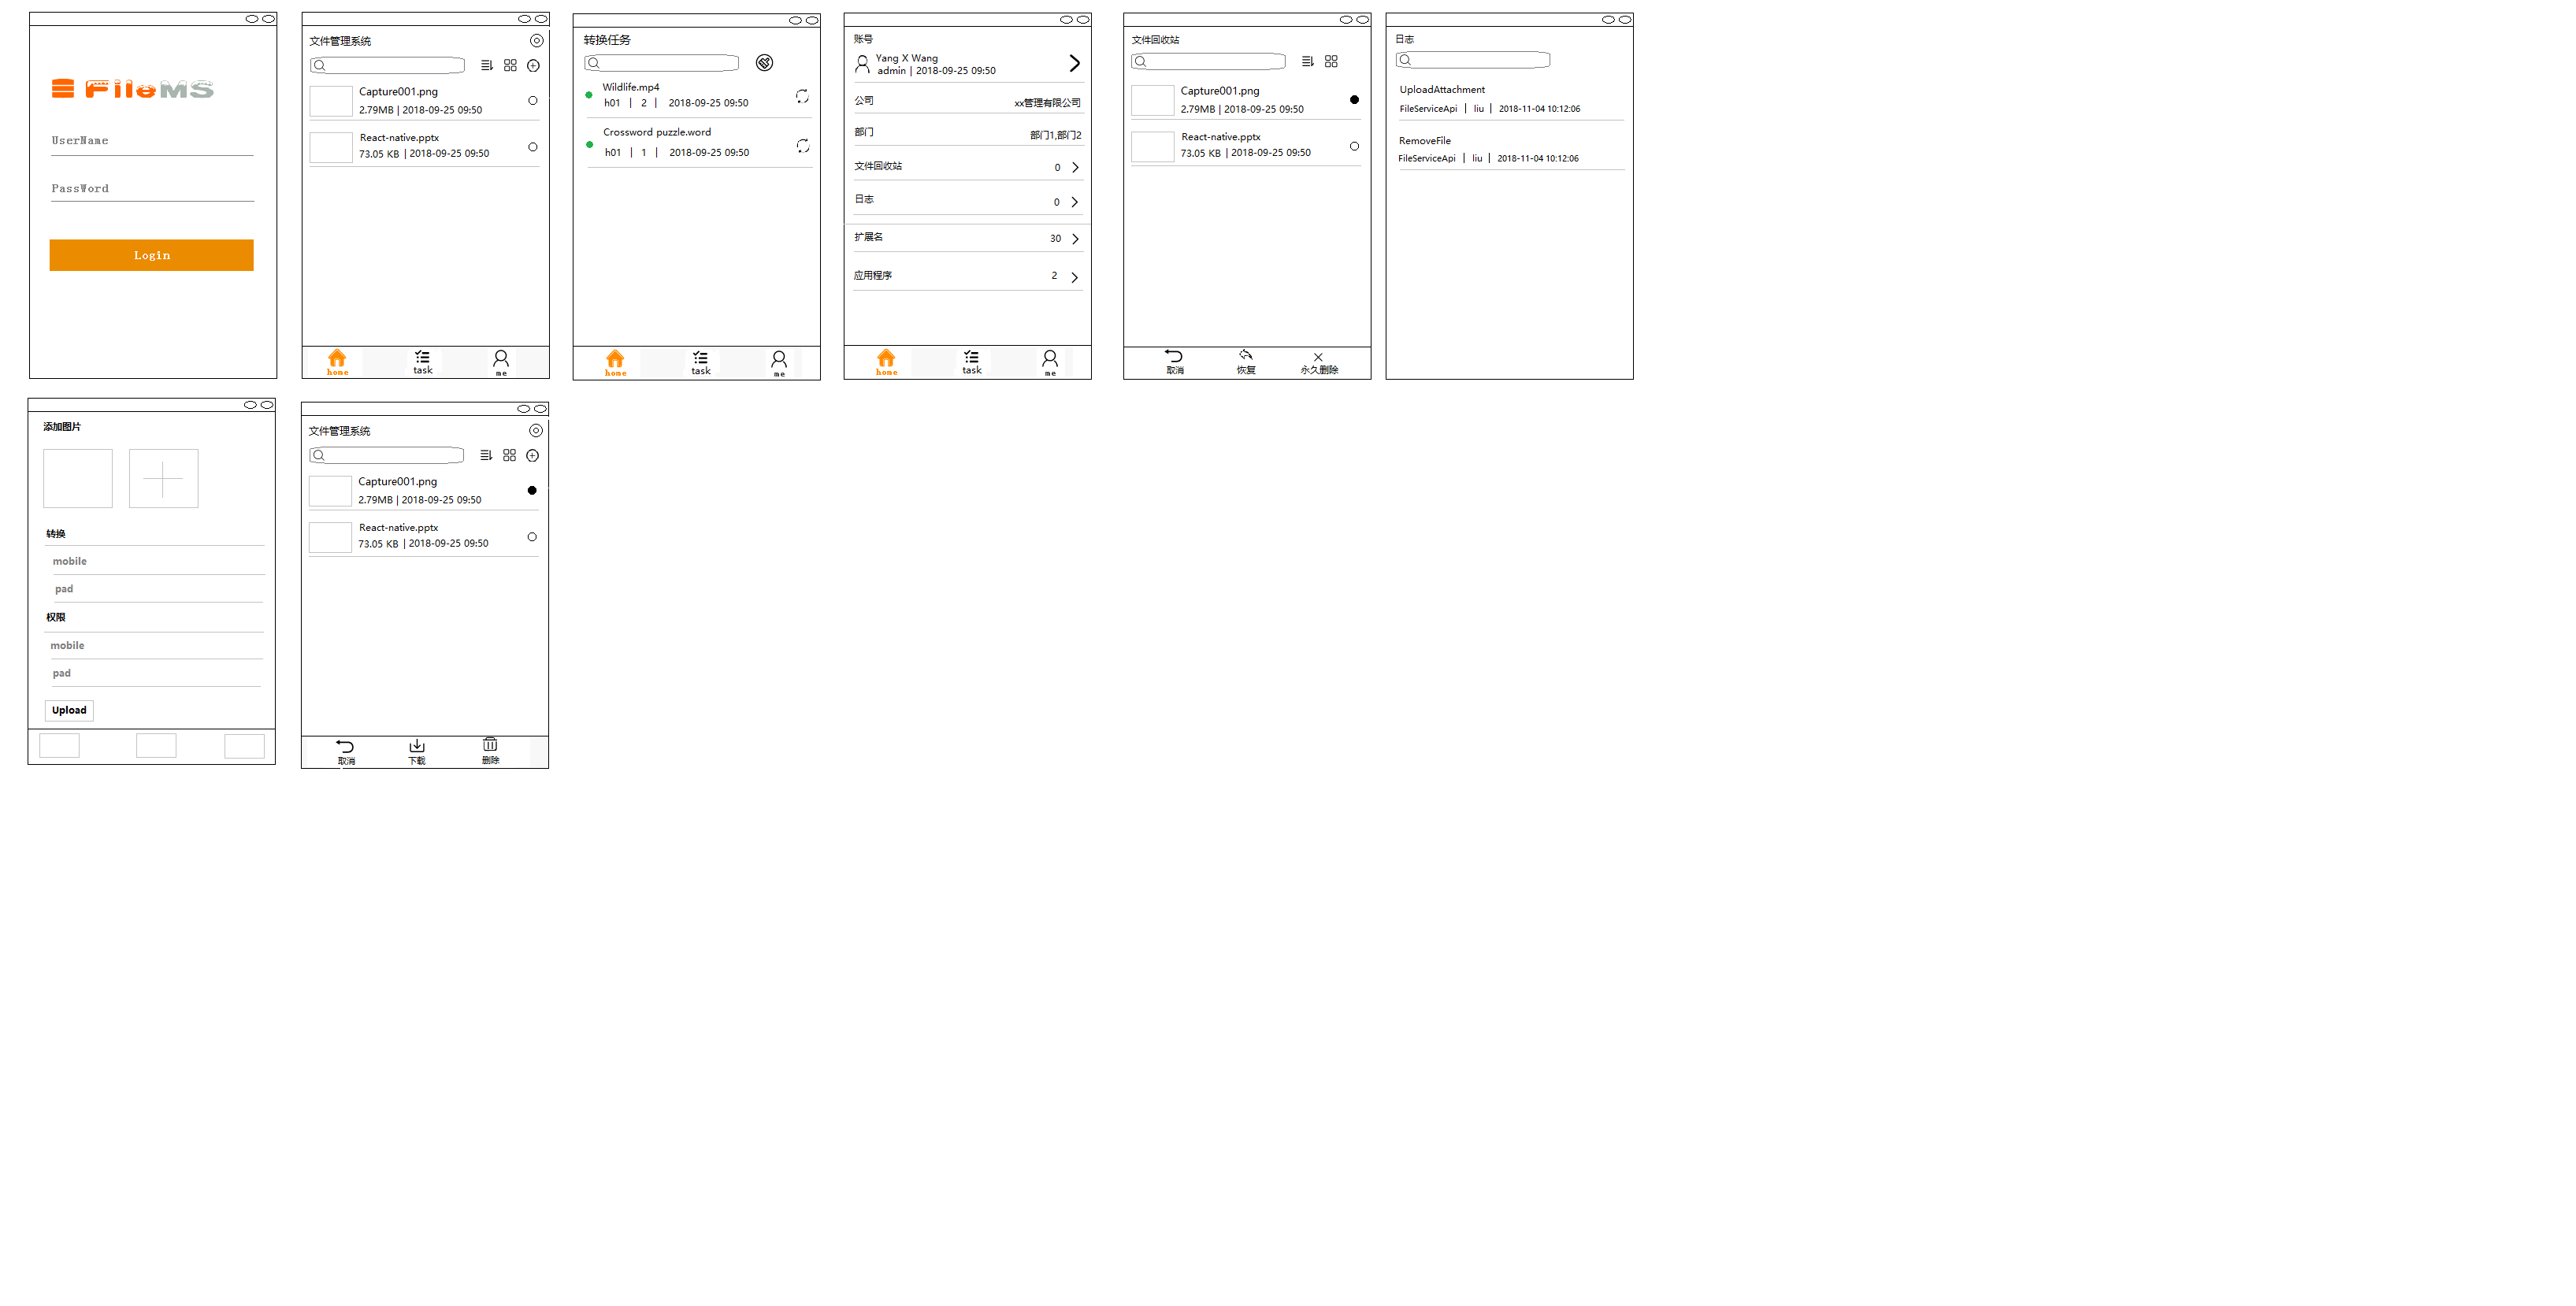 FileMS
UserName
PassWord
Login
文件管理系统
Capture001.png
2.79MB | 2018-09-25 09:50
React-native.pptx
73.05 KB | 2018-09-25 09:50
home
task
me
转换任务
Wildlife.mp4
h01 | 2 | 2018-09-25 09:50
Crossword puzzle.word
h01 | 1 | 2018-09-25 09:50
home
task
me
账号
Yang X Wang
admin | 2018-09-25 09:50
公司 xx管理有限公司
部门 部门1,部门2
文件回收站 0
日志 0
扩展名 30
应用程序 2
home
task
me
文件回收站
Capture001.png
2.79MB | 2018-09-25 09:50
React-native.pptx
73.05 KB | 2018-09-25 09:50
取消
恢复
永久删除
日志
UploadAttachment
FileServiceApi | liu | 2018-11-04 10:12:06
RemoveFile
FileServiceApi | liu | 2018-11-04 10:12:06
添加图片
转换
mobile
pad
权限
mobile
pad
Upload
文件管理系统
Capture001.png
2.79MB | 2018-09-25 09:50
React-native.pptx
73.05 KB | 2018-09-25 09:50
取消
下载
删除